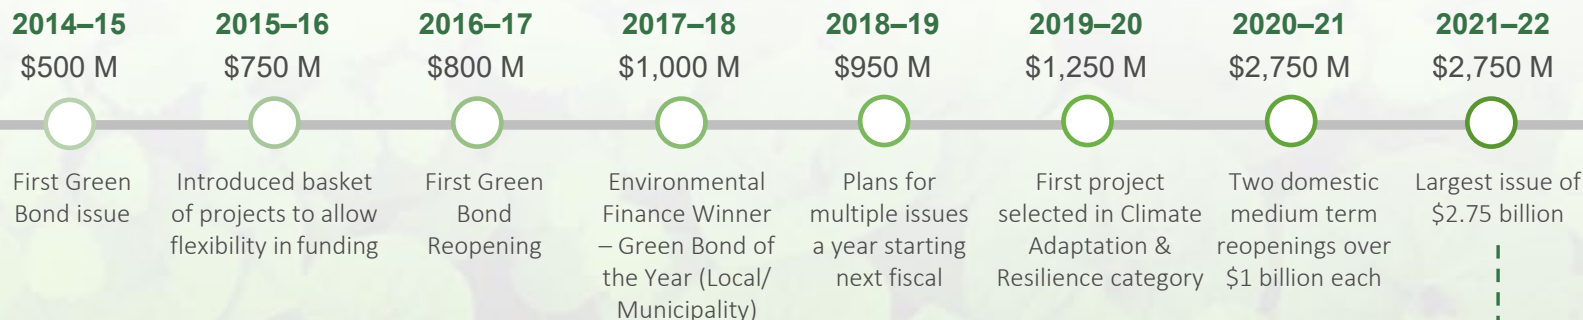 2014–15
$500 M
First Green
Bond issue
2015–16
$750 M
Introduced basket
of projects to allow
flexibility in funding
2016–17
$800 M
First Green
Bond
Reopening
2017–18
$1,000 M
Environmental
Finance Winner
– Green Bond of
the Year (Local/
Municipality)
2018–19
$950 M
Plans for
multiple issues
a year starting
next fiscal
2019–20
$1,250 M
First project
selected in Climate
Adaptation &
Resilience category
2020–21
$2,750 M
Two domestic
medium term
reopenings over
$1 billion each
2021–22
$2,750 M
Largest issue of
$2.75 billion